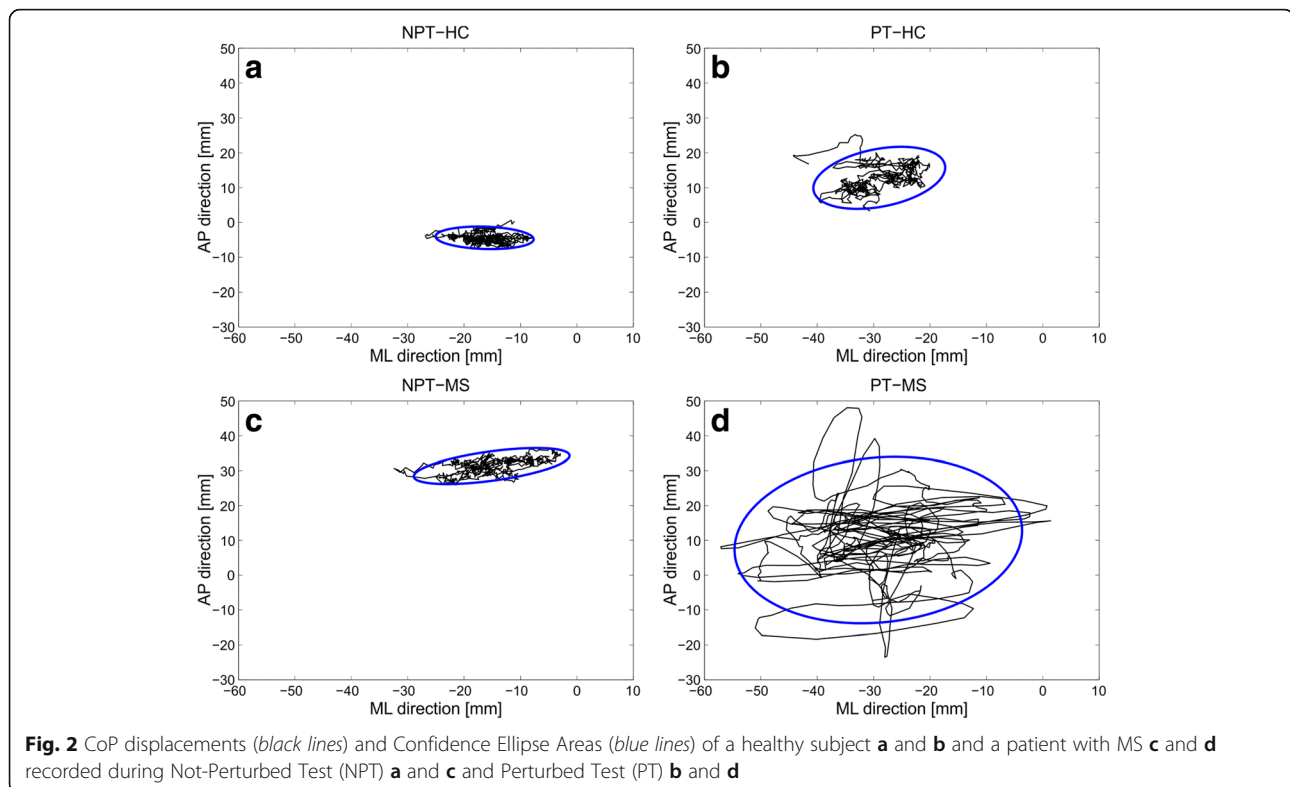 NPT–HC
a
50
40
30
20
10
0
−10
−20
−30
AP direction [mm]
−60 −50 −40 −30 −20 −10 0 10
ML direction [mm]
PT–HC
b
50
40
30
20
10
0
−10
−20
−30
AP direction [mm]
−60 −50 −40 −30 −20 −10 0 10
ML direction [mm]
NPT–MS
c
50
40
30
20
10
0
−10
−20
−30
AP direction [mm]
−60 −50 −40 −30 −20 −10 0 10
ML direction [mm]
PT–MS
d
50
40
30
20
10
0
−10
−20
−30
AP direction [mm]
−60 −50 −40 −30 −20 −10 0 10
ML direction [mm]
Fig. 2 CoP displacements (black lines) and Confidence Ellipse Areas (blue lines) of a healthy subject a and b and a patient with MS c and d
recorded during Not-Perturbed Test (NPT) a and c and Perturbed Test (PT) b and d